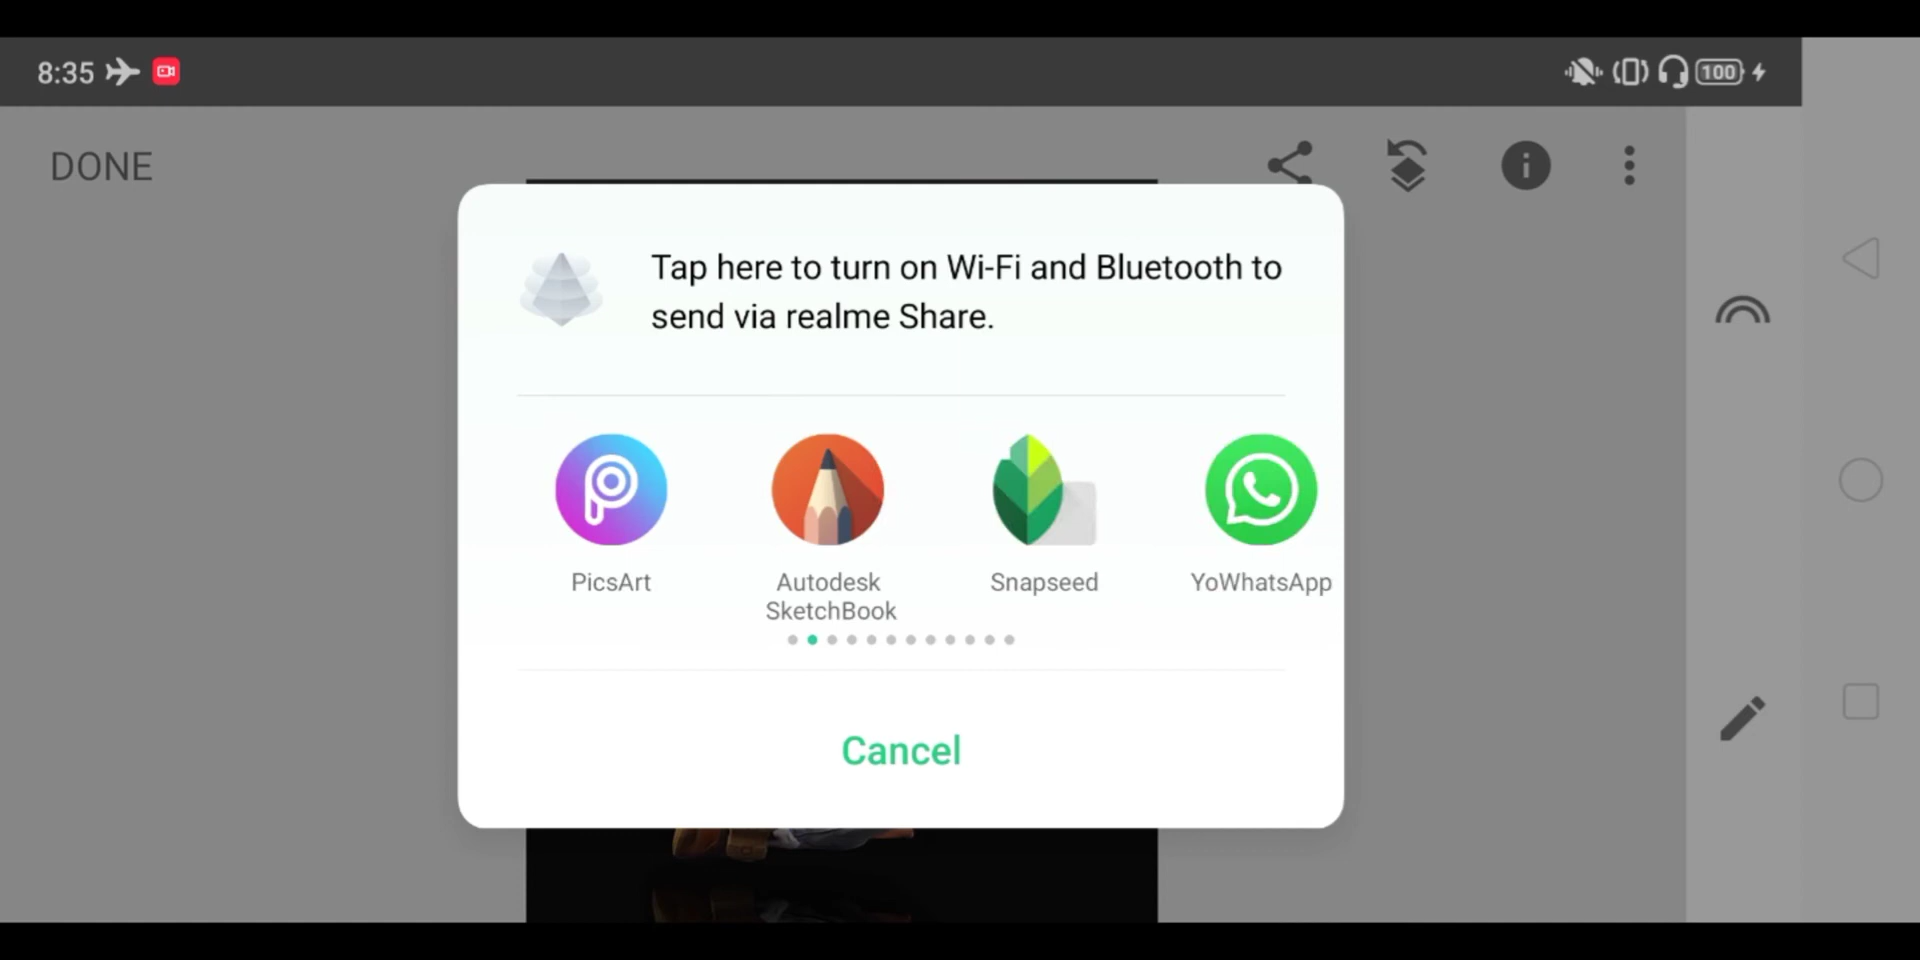 8:35
100
DONE
Tap here to turn on Wi-Fi and Bluetooth to
send via realme Share.
PicsArt
Autodesk
SketchBook
Snapseed
YoWhatsApp
Cancel